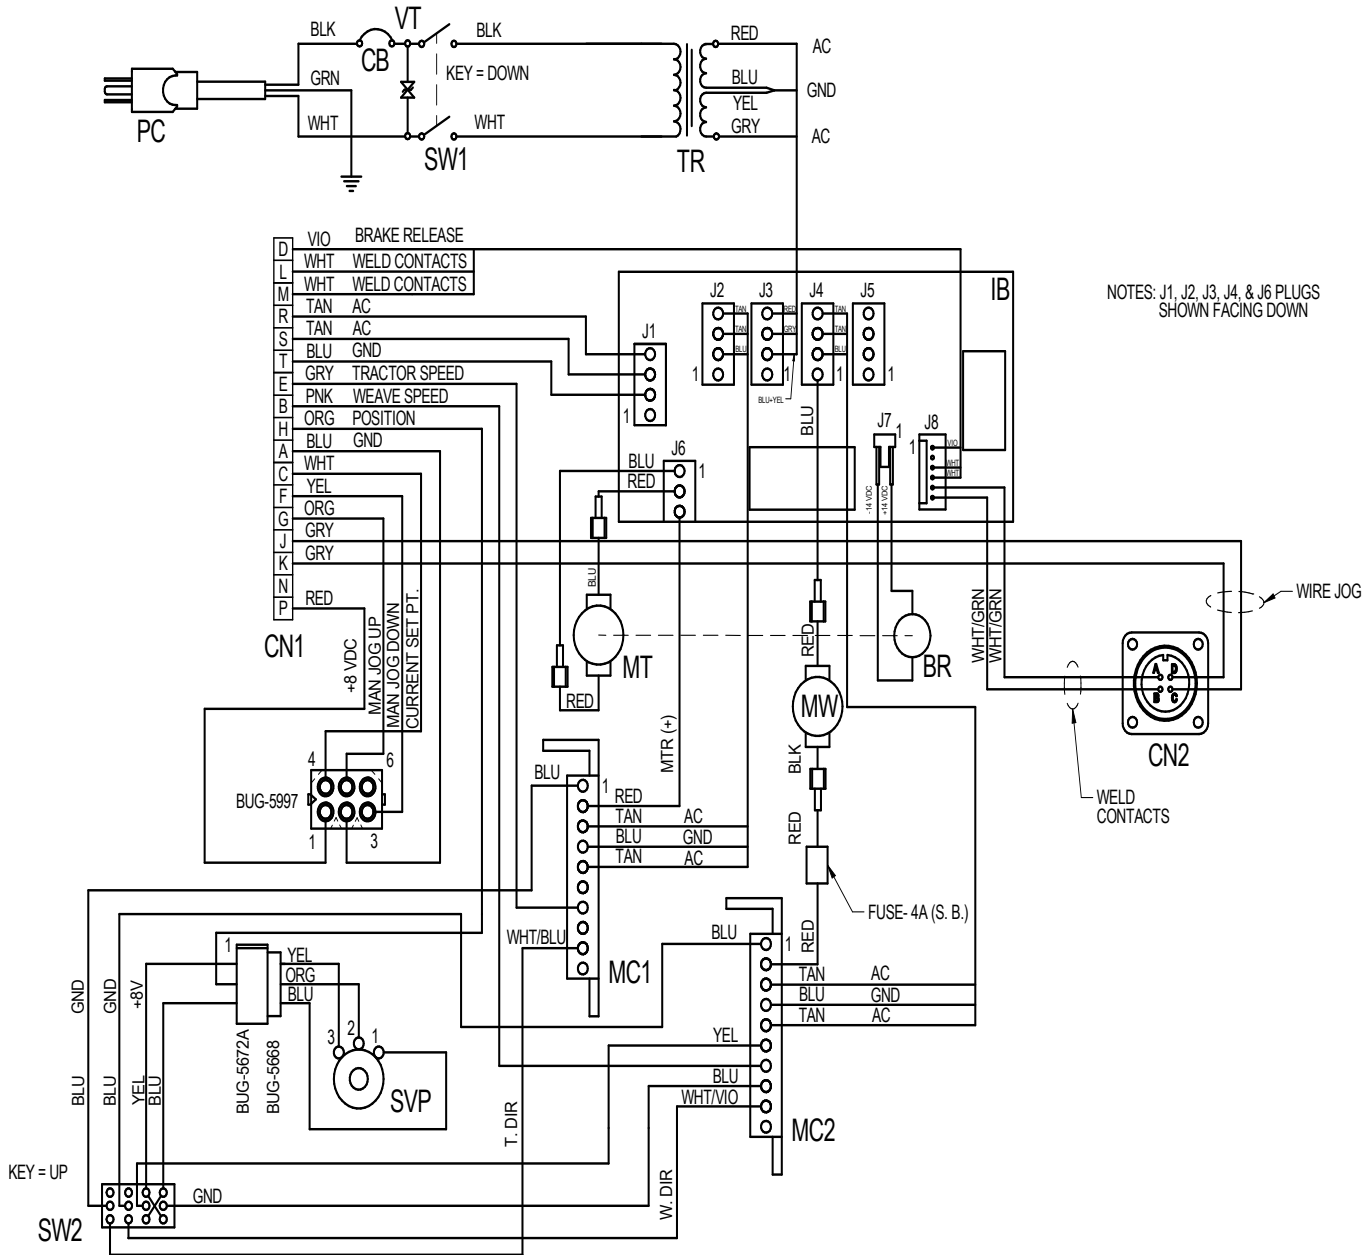 BLK
VT
CB
BLK
KEY = DOWN
GRN
PC
WHT
SW1
WHT
TR
RED
AC
BLU
GND
YEL
GRY
AC
D VIO BRAKE RELEASE
L WHT WELD CONTACTS
M WHT WELD CONTACTS
R TAN AC
S TAN AC
T BLU GND
E GRY TRACTOR SPEED
B PNK WEAVE SPEED
H ORG POSITION
A BLU GND
C WHT
F YEL
G ORG
J GRY
K GRY
N
P RED
CN1
IB
NOTES: J1, J2, J3, J4, & J6 PLUGS
SHOWN FACING DOWN
J1
1
J2
TAN
TAN
BLU
1
J3
RED
GRY
1
BLU+YEL
J4
TAN
TAN
BLU
1
BLU
J5
1
J6
BLU
1
RED
J7
1
-14 VDC
+14 VDC
J8
1
VIO
WHT
WHT
+8 VDC
MAN JOG UP
MAN JOG DOWN
CURRENT SET PT.
BLU
MT
RED
MTR (+)
RED
MW
BLK
RED
FUSE- 4A (S. B.)
RED
BR
WHT/GRN
WHT/GRN
WIRE JOG
A D
B C
CN2
WELD
CONTACTS
4
6
BUG-5997
1
3
BLU
1
RED
TAN AC
BLU GND
TAN AC
WHT/BLU
MC1
BLU
1
TAN AC
BLU GND
TAN AC
YEL
BLU
WHT/VIO
MC2
GND
GND
+8V
BLU
BLU
YEL
BLU
1
YEL
ORG
BLU
BUG-5672A
BUG-5668
3
2
1
SVP
T. DIR
W. DIR
KEY = UP
GND
SW2